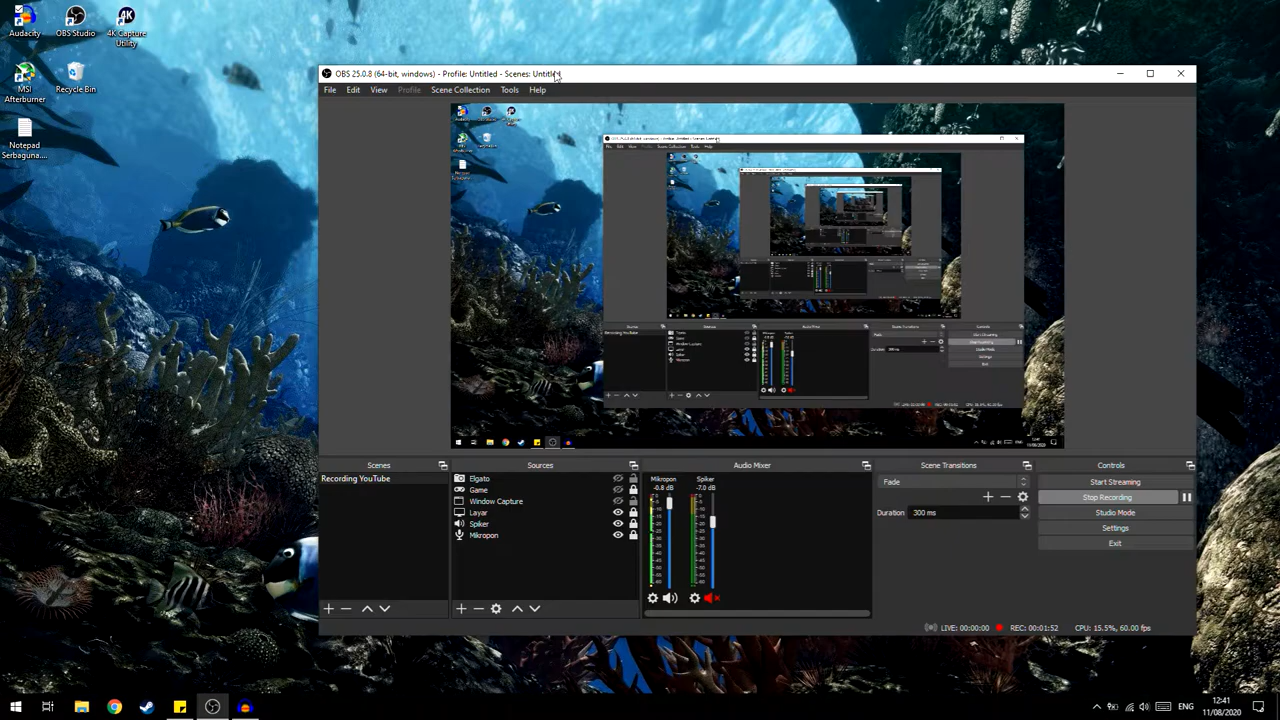 Audacity
OBS Studio
4K Capture
Utility
MSI
Afterburner
Recycle Bin
Notepad
Serbaguna....
OBS 25.0.8 (64-bit, windows) - Profile: Untitled - Scenes: Untitled
File Edit View Profile Scene Collection Tools Help
Scenes
Sources
Audio Mixer
Scene Transitions
Controls
Recording YouTube
Elgato
Game
Window Capture
Layar
Spiker
Mikropon
Mikropon
-0.8 dB
Spiker
-7.0 dB
Fade
Duration 300 ms
Start Streaming
Stop Recording
Studio Mode
Settings
Exit
LIVE: 00:00:00
REC: 00:01:52
CPU: 15.5%, 60.00 fps
ENG
12:41
11/08/2020